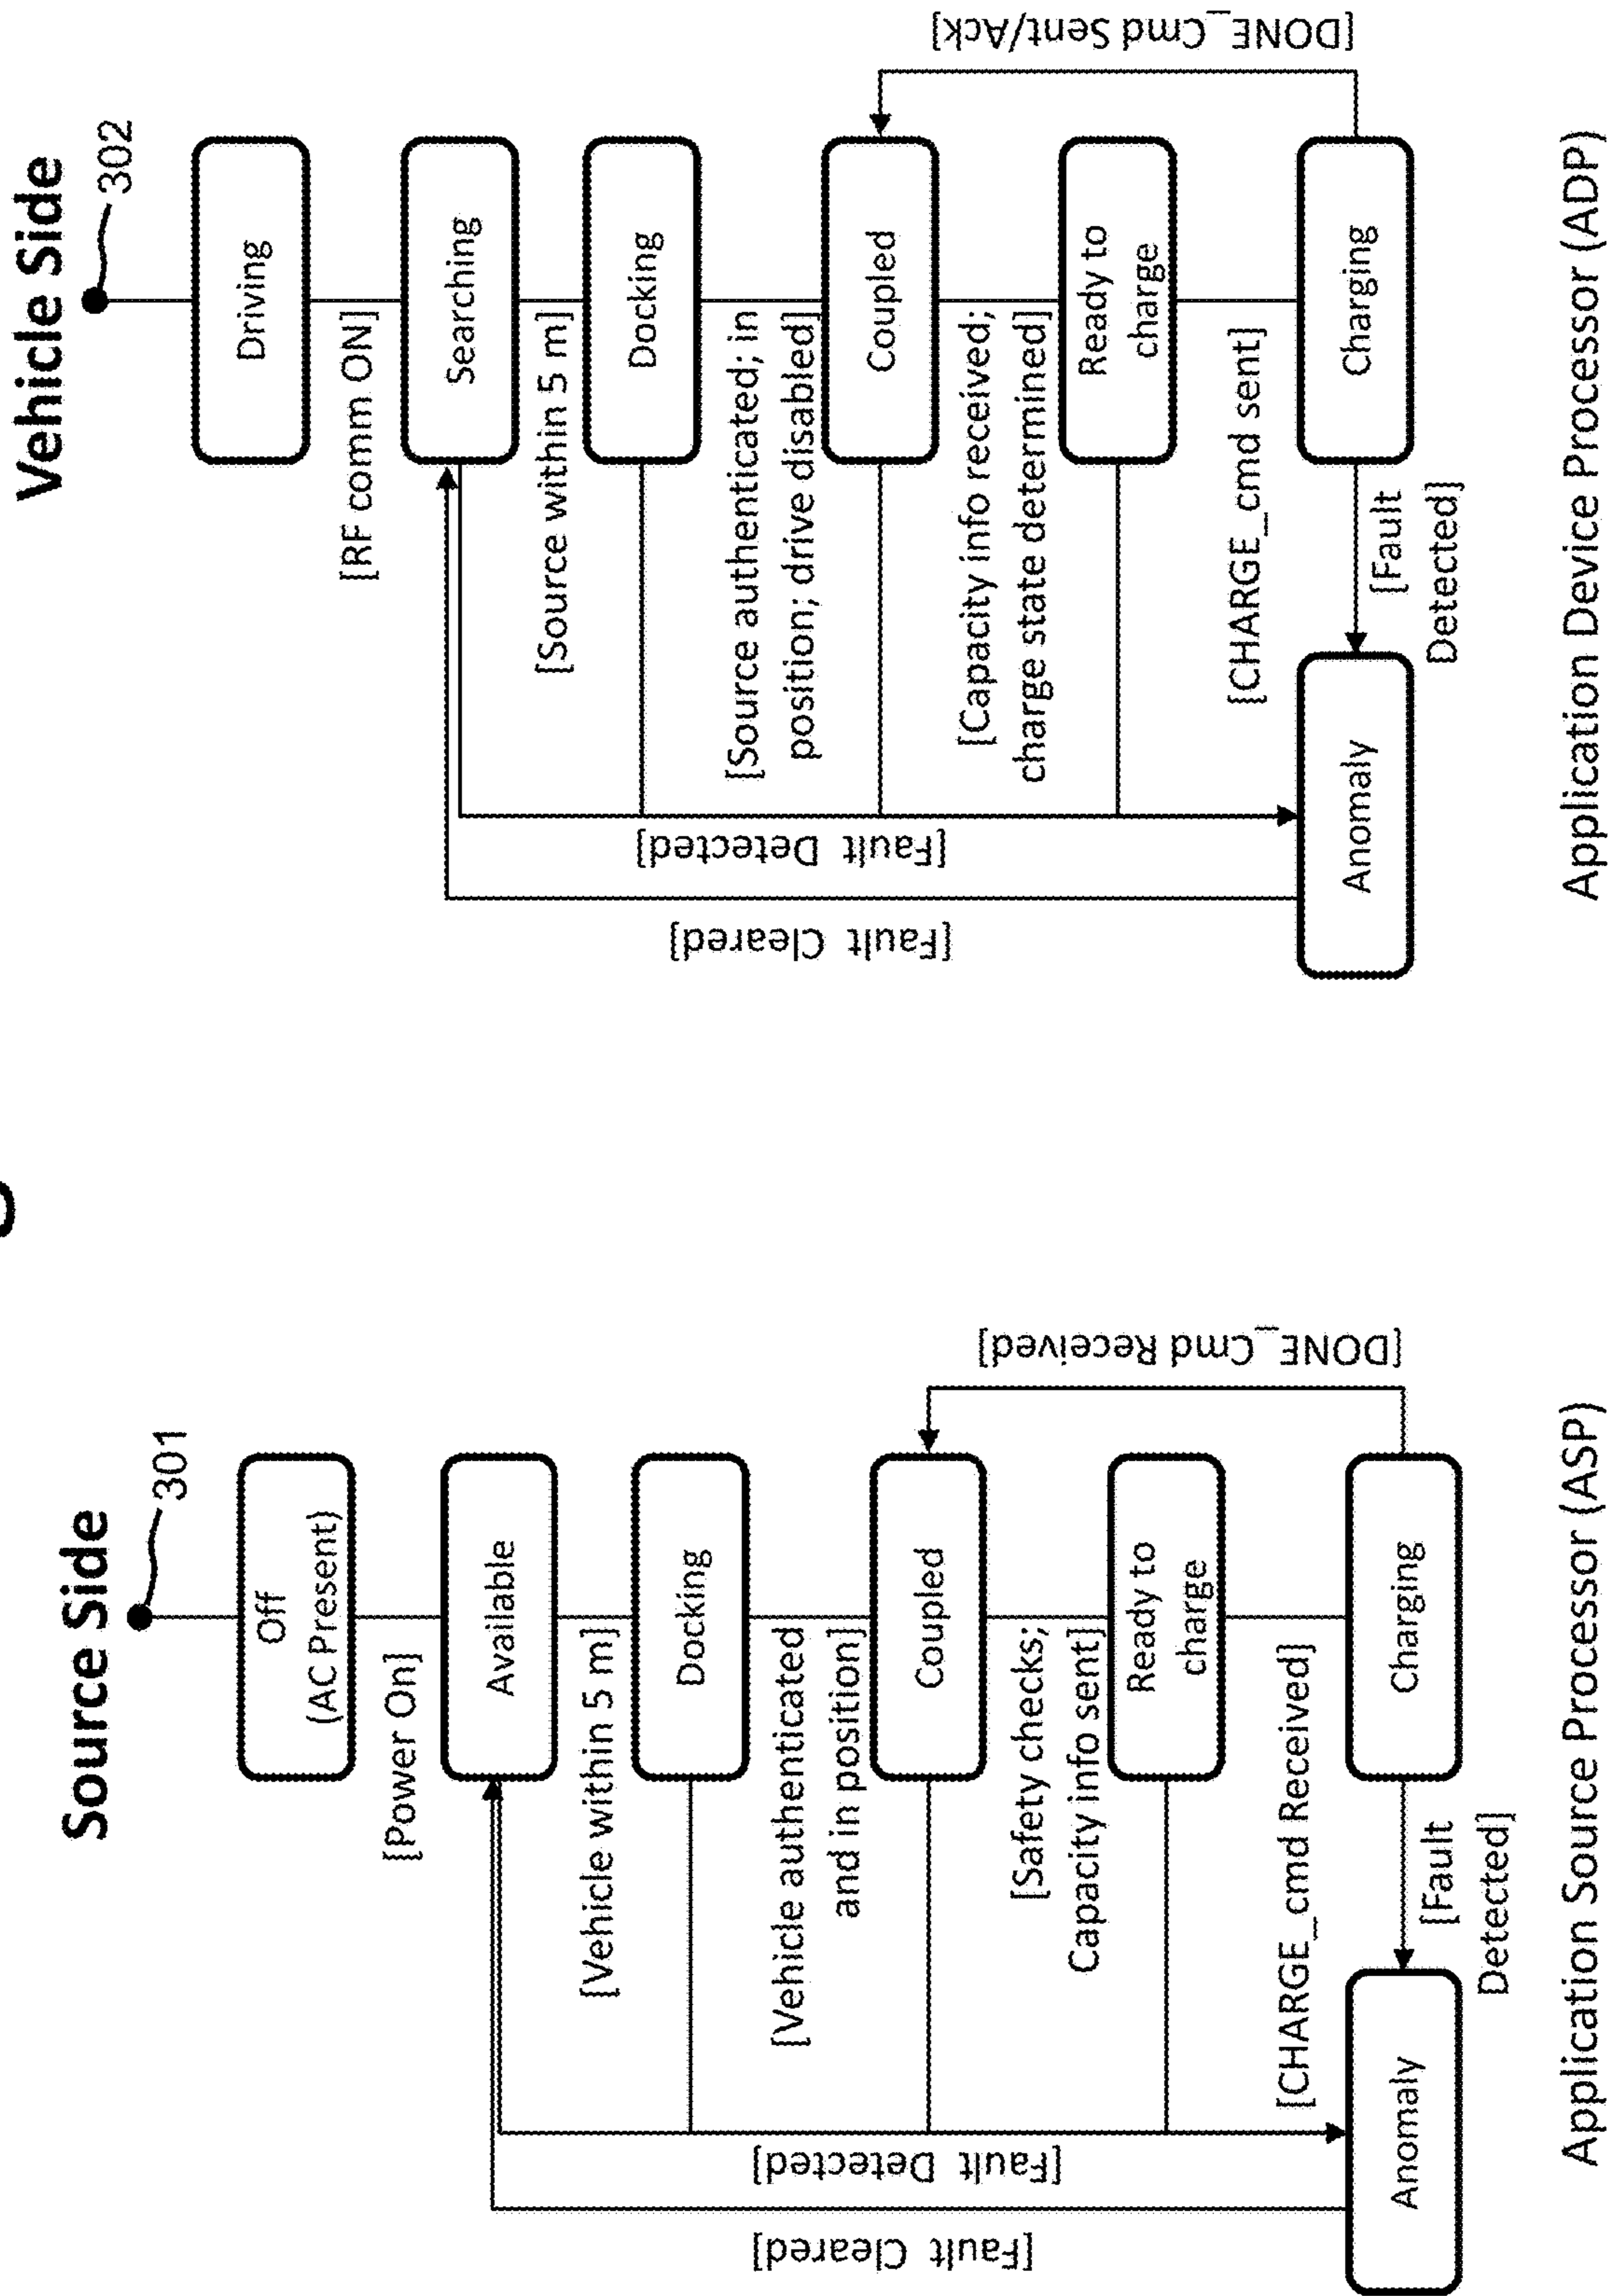 Source Side
301
Off
(AC Present)
[Power On]
Available
[Vehicle within 5 m]
Docking
[Vehicle authenticated
and in position]
Coupled
[Safety checks;
Capacity info sent]
Ready to
charge
[CHARGE_cmd Received]
Charging
[DONE_Cmd Received]
[Fault
Detected]
Anomaly
[Fault Detected]
[Fault Cleared]
Application Source Processor (ASP)
Vehicle Side
302
Driving
[RF comm ON]
Searching
[Source within 5 m]
Docking
[Source authenticated; in
position; drive disabled]
Coupled
[Capacity info received;
charge state determined]
Ready to
charge
[CHARGE_cmd sent]
Charging
[DONE_Cmd Sent/Ack]
[Fault
Detected]
Anomaly
[Fault Detected]
[Fault Cleared]
Application Device Processor (ADP)